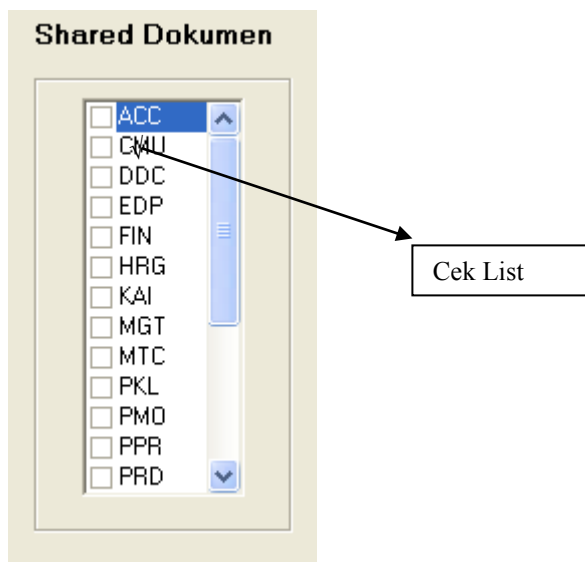 Shared Dokumen
ACC
CMU
DDC
EDP
FIN
HRG
KAI
MGT
MTC
PKL
PMO
PPR
PRD
Cek List